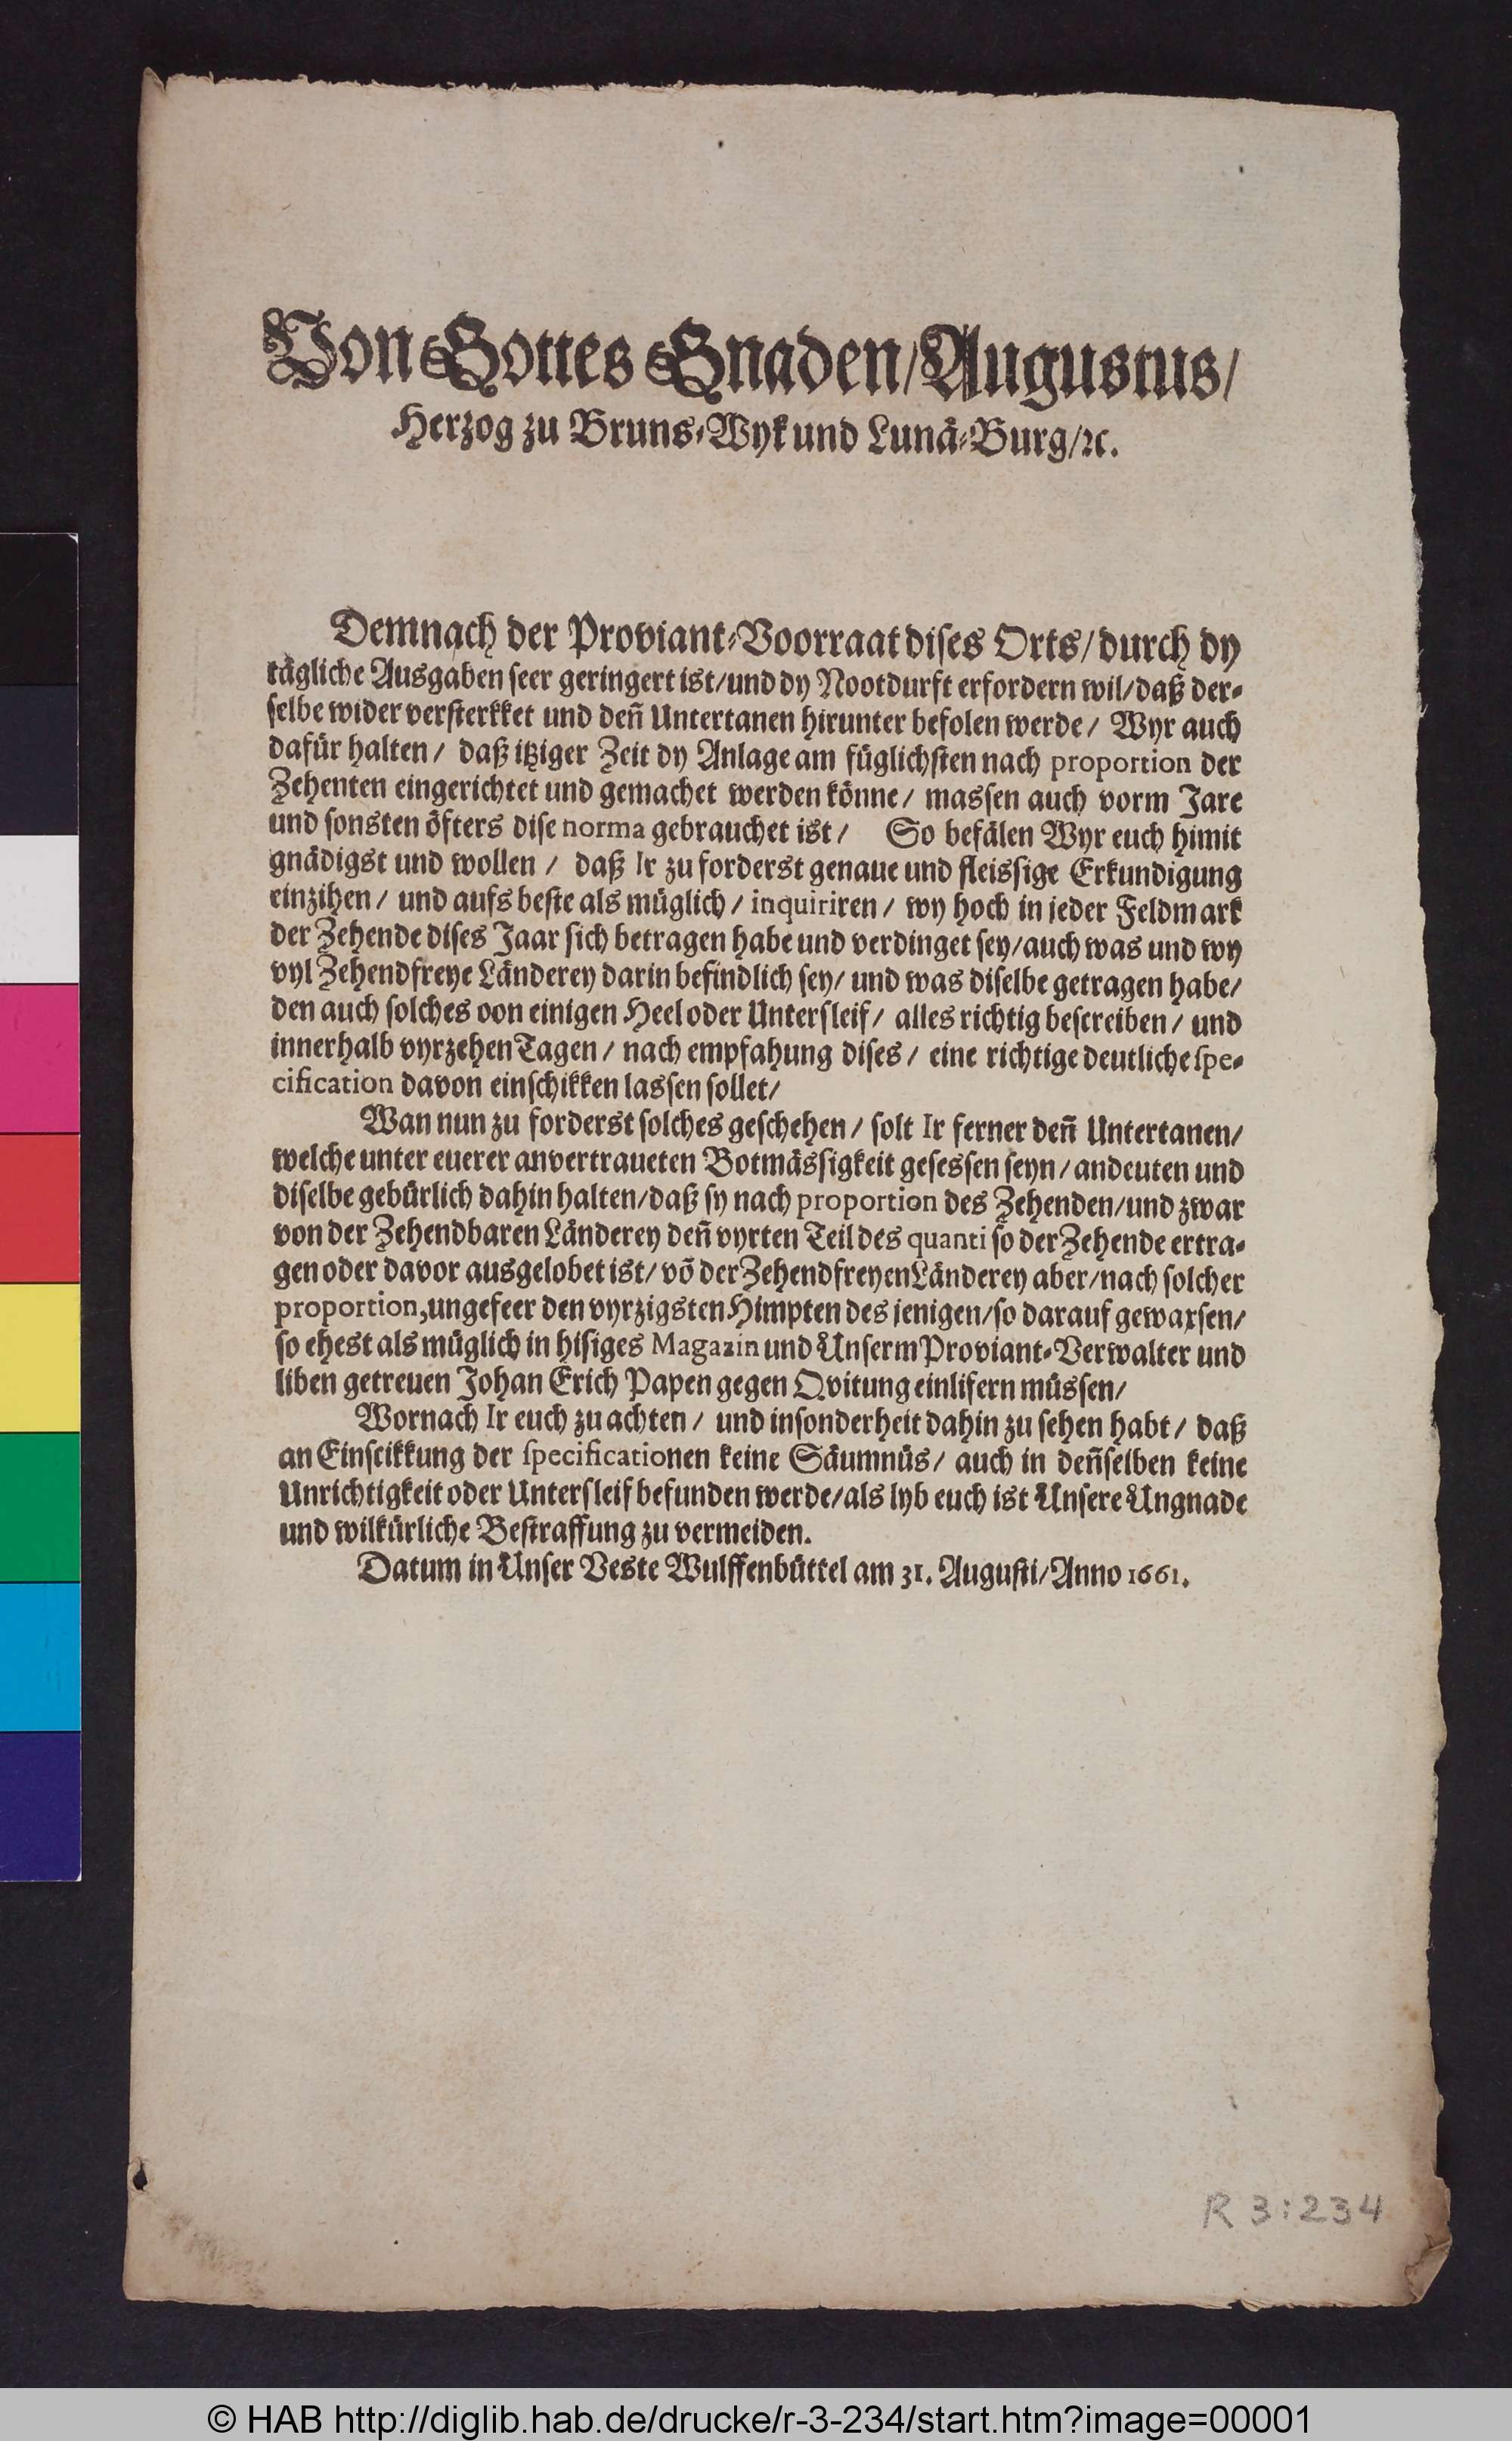 Von Gottes Gnaden/Augustus/
Herzog zu Bruns-Wyk und Lunä-Burg/ꝛc.
Demnach der Proviant-Voorraat dises Orts/durch dy
tägliche Ausgaben seer geringert ist/und dy Nootdurft erfordern wil/daß der-
selbe wider versterkket und den̄ Untertanen hirunter befolen werde/ Wyr auch
dafür halten/ daß itziger Zeit dy Anlage am füglichsten nach proportion der
Zehenten eingerichtet und gemachet werden könne/ massen auch vorm Jare
und sonsten öfters dise norma gebrauchet ist/ So befälen Wyr euch himit
gnädigst und wollen/ daß Ir zu forderst genaue und fleissige Erkundigung
einzihen/ und aufs beste als müglich/ inquiriren/ wy hoch in jeder Feldmark
der Zehende dises Jaar sich betragen habe und verdinget sey/auch was und wy
vyl Zehendfreye Länderey darin befindlich sey/ und was diselbe getragen habe/
den auch solches oon einigen Heel oder Untersleif/ alles richtig bescreiben/ und
innerhalb vyrzehen Tagen/ nach empfahung dises/ eine richtige deutliche spe-
cification davon einschikken lassen sollet/
Wan nun zu forderst solches geschehen/ solt Ir ferner den̄ Untertanen/
welche unter euerer anvertraueten Botmässigkeit gesessen seyn/andeuten und
diselbe gebürlich dahin halten/daß sy nach proportion des Zehenden/und zwar
von der Zehendbaren Länderey den̄ vyrten Teil des quanti so der Zehende ertra-
gen oder davor ausgelobet ist/ võ der Zehendfreyen Länderey aber/nach solcher
proportion, ungefeer den vyrzigsten Himpten des jenigen/so darauf gewaxsen/
so ehest als müglich in hisiges Magazin und Unserm Proviant-Verwalter und
liben getreuen Johan Erich Papen gegen Qvitung einlifern müssen/
Wornach Ir euch zu achten/ und insonderheit dahin zu sehen habt/ daß
an Einscikkung der specificationen keine Säumnüs/ auch in den̄selben keine
Unrichtigkeit oder Untersleif befunden werde/als lyb euch ist Unsere Ungnade
und wilkürliche Bestraffung zu vermeiden.
Datum in Unser Veste Wulffenbüttel am 31. Augusti/Anno 1661.
R 3:234
© HAB http://diglib.hab.de/drucke/r-3-234/start.htm?image=00001